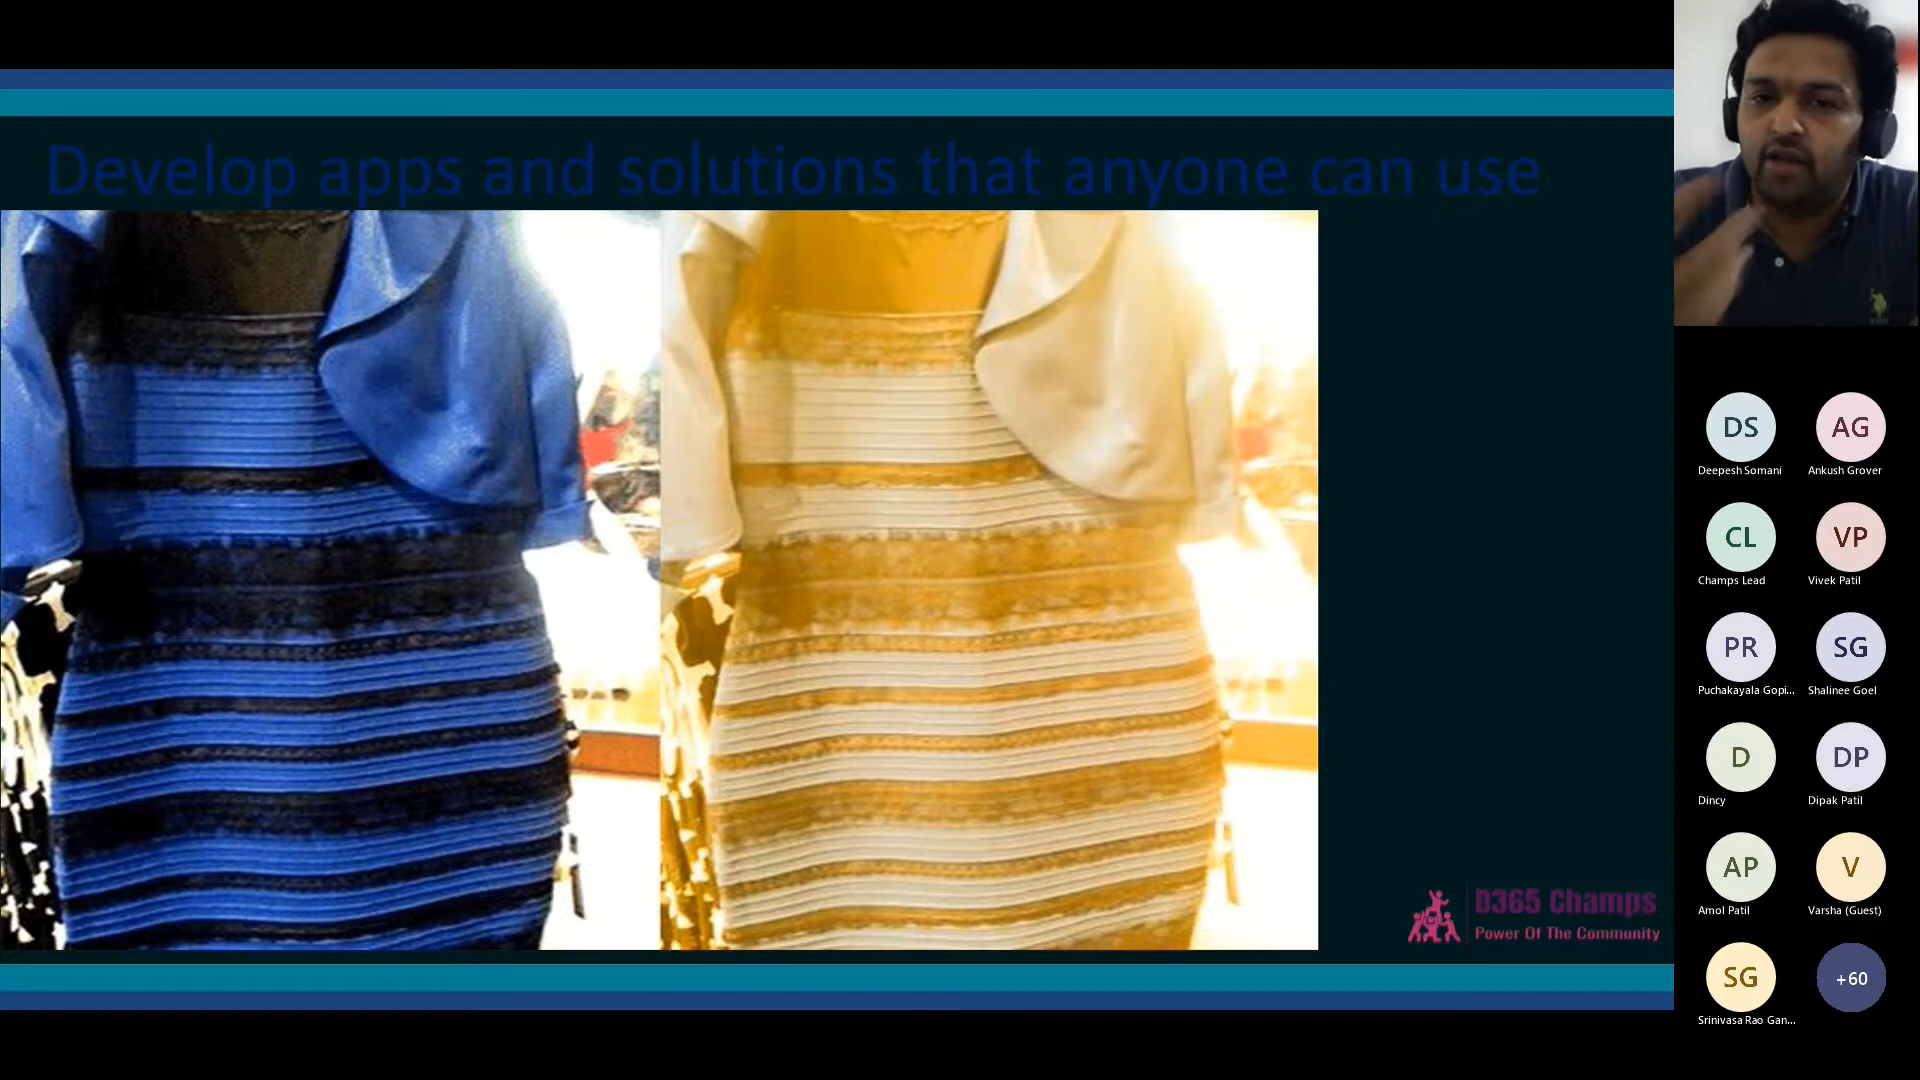 Develop apps and solutions that anyone can use
D365 Champs
Power Of The Community
DS
Deepesh Somani
AG
Ankush Grover
CL
Champs Lead
VP
Vivek Patil
PR
Puchakayala Gopi...
SG
Shalinee Goel
D
Dincy
DP
Dipak Patil
AP
Amol Patil
V
Varsha (Guest)
SG
Srinivasa Rao Gan...
+60